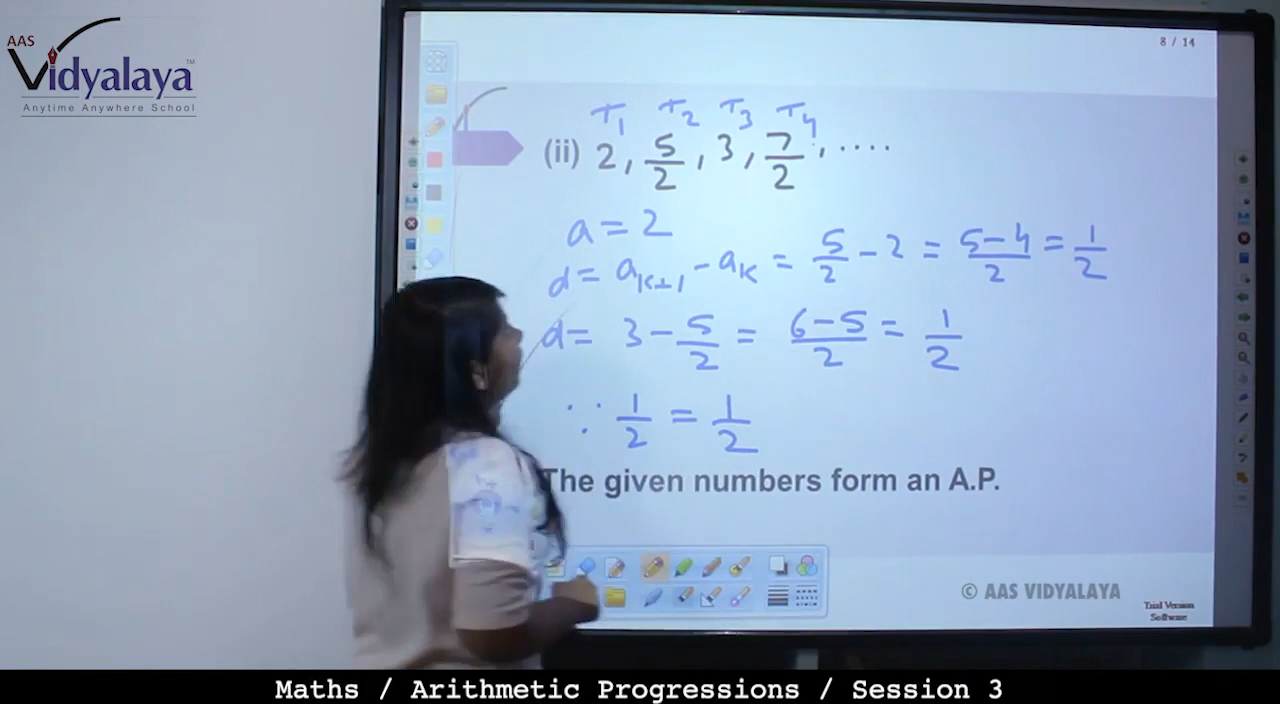 AAS
Vidyalaya™
Anytime Anywhere School
8 / 14
T₁ T₂ T₃ T₄
(ii) 2, 5/2, 3, 7/2, ....
a = 2
d = aₖ₊₁ - aₖ = 5/2 - 2 = 5-4/2 = 1/2
d = 3 - 5/2 = 6-5/2 = 1/2
∵ 1/2 = 1/2
The given numbers form an A.P.
© AAS VIDYALAYA
Trial Version
Software
Maths / Arithmetic Progressions / Session 3